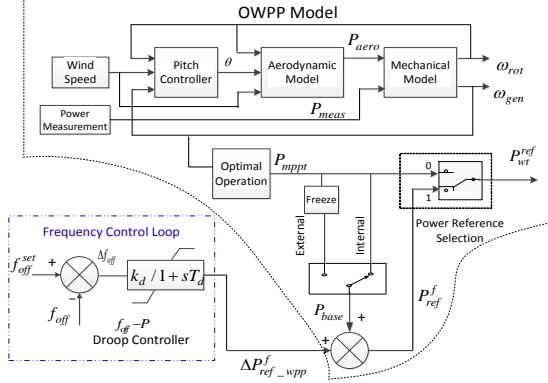 OWPP Model
Wind
Speed
Pitch
Controller
θ
Aerodynamic
Model
P_aero
Mechanical
Model
ω_rot
ω_gen
Power
Measurement
P_meas
Optimal
Operation
P_mppt
0
1
P_wt^ref
Power Reference
Selection
Freeze
External
Internal
P_base
+
+
P_ref^f
Frequency Control Loop
f_off^set
+
-
Δf_off
k_d / 1 + sT_d
f_off
f_off - P
Droop Controller
ΔP_ref_wpp^f